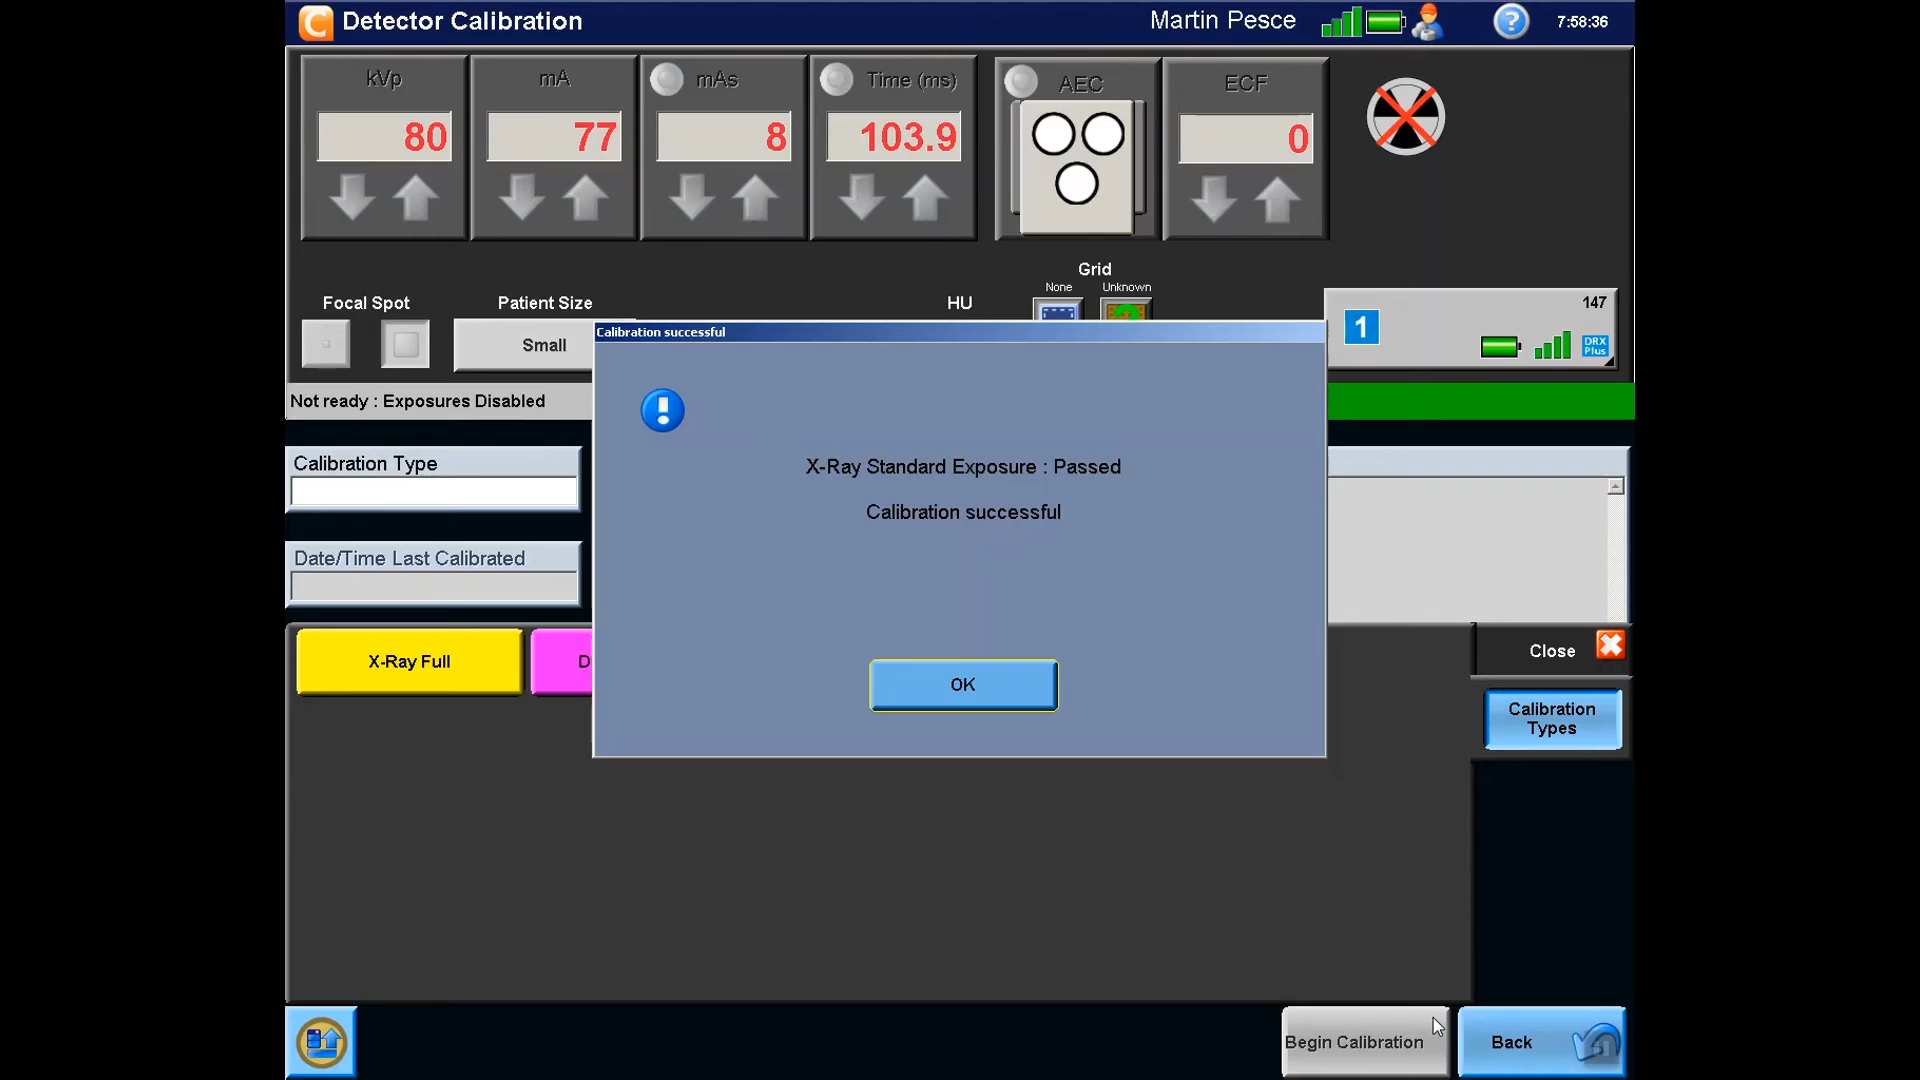 Detector Calibration
Martin Pesce
7:58:36
kVp
mA
mAs
Time (ms)
AEC
ECF
80
77
8
103.9
0
Grid
None
Unknown
Focal Spot
Patient Size
HU
Small
147
1
DRX
Plus
Calibration successful
Not ready : Exposures Disabled
X-Ray Standard Exposure : Passed
Calibration successful
Calibration Type
Date/Time Last Calibrated
X-Ray Full
D
OK
Close
Calibration
Types
Begin Calibration
Back